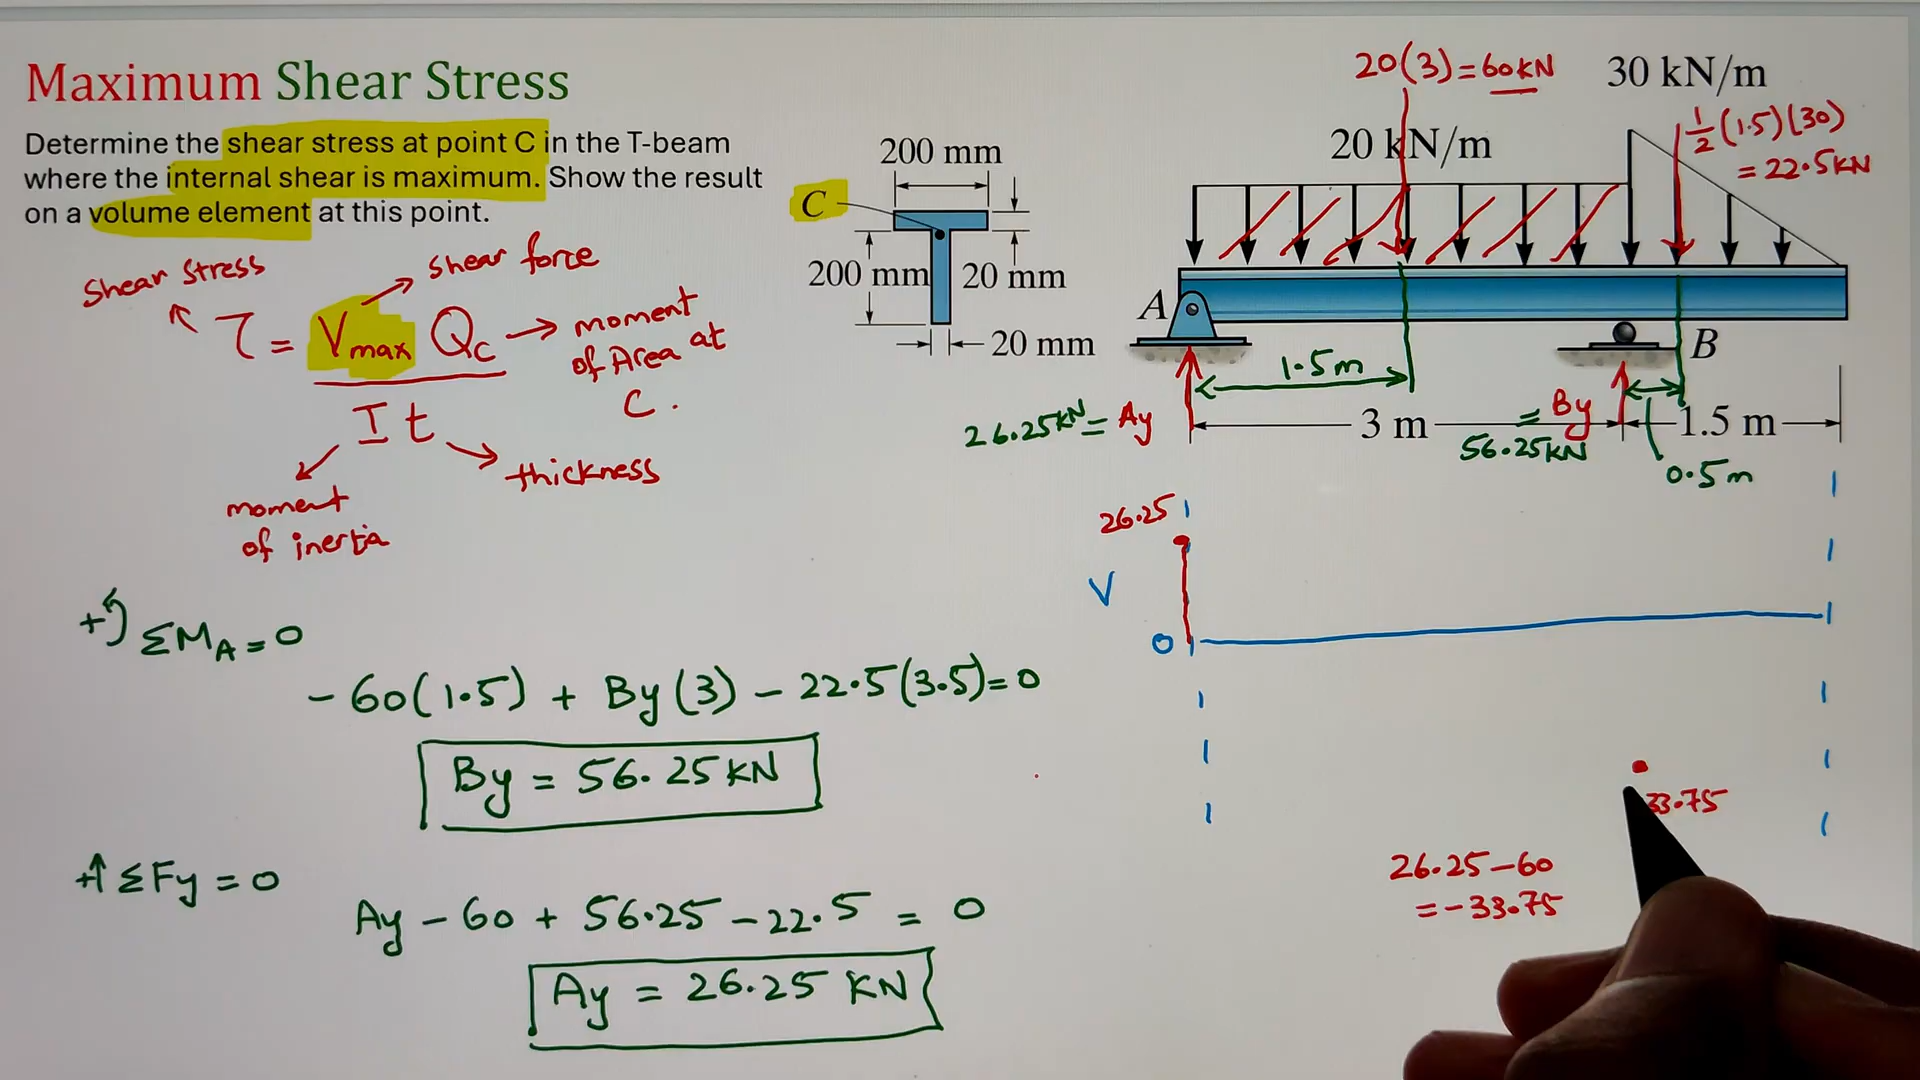 Maximum Shear Stress
Determine the shear stress at point C in the T-beam
where the internal shear is maximum. Show the result
on a volume element at this point.
Shear Stress
shear force
τ = Vmax Qc
I t
moment
of Area at
C.
thickness
moment
of inertia
200 mm
C
200 mm
20 mm
20 mm
20(3)=60kN
30 kN/m
20 kN/m
1/2 (1.5)(30)
= 22.5KN
A
B
1.5m
26.25kN = Ay
3 m
= By
56.25KN
1.5 m
0.5m
26.25
V
0
33.75
26.25-60
=-33.75
+ ΣMA=0
-60(1.5) + By(3) - 22.5(3.5)=0
By = 56.25KN
+↑ ΣFy = 0
Ay - 60 + 56.25 - 22.5 = 0
Ay = 26.25 KN